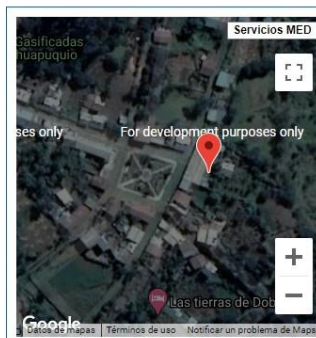 Servicios MED
Gasificadas
huapuquio
ses only For development purposes only
Las tierras de Dob
Google
Datos de mapas Términos de uso Notificar un problema de Maps